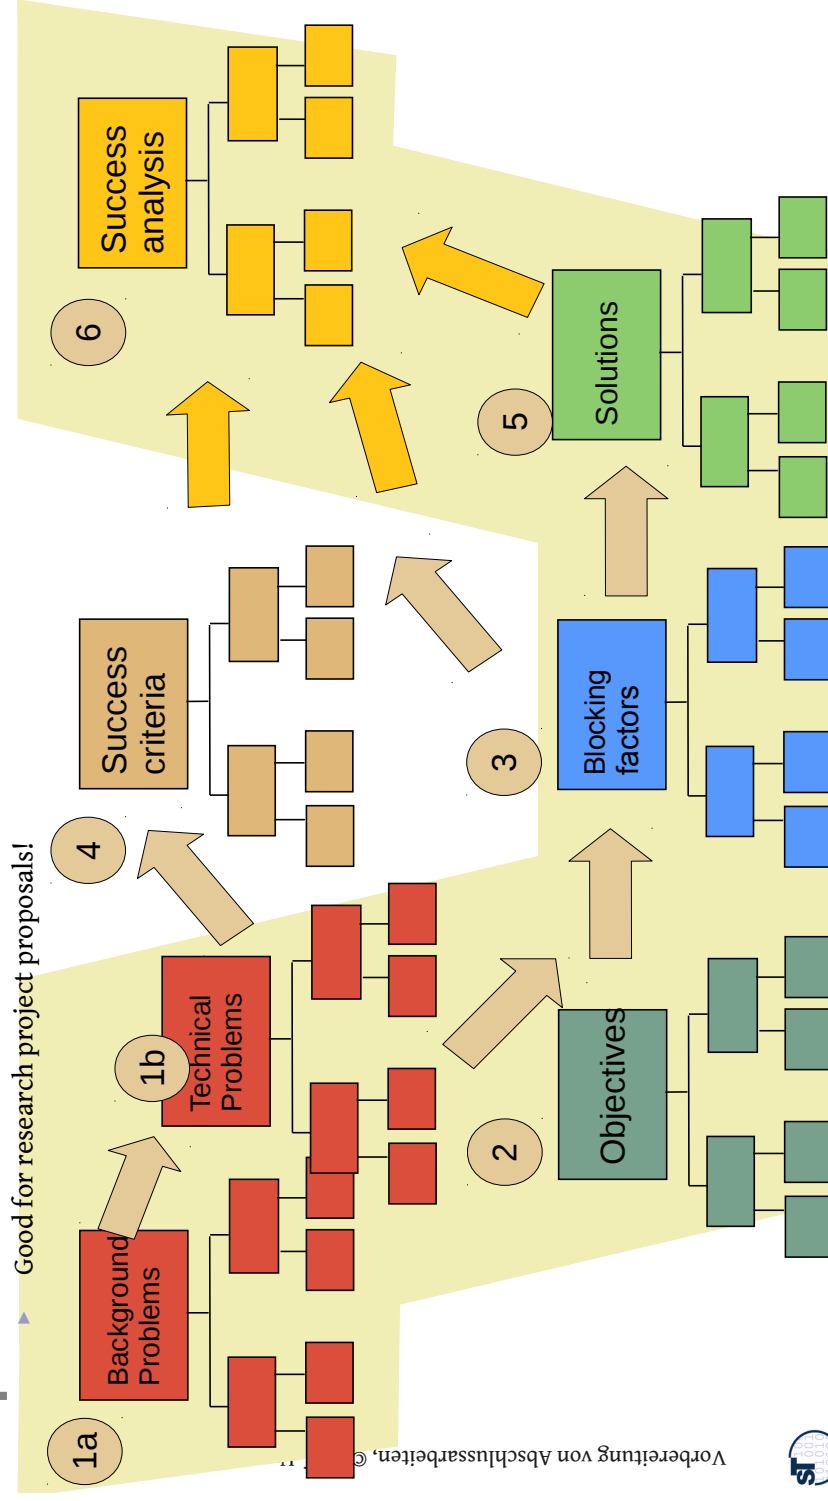 Good for research project proposals!
1a
Background
Problems
1b
Technical
Problems
4
Success
criteria
6
Success
analysis
2
Objectives
3
Blocking
factors
5
Solutions
Vorbereitung von Abschlussarbeiten, ©
ST